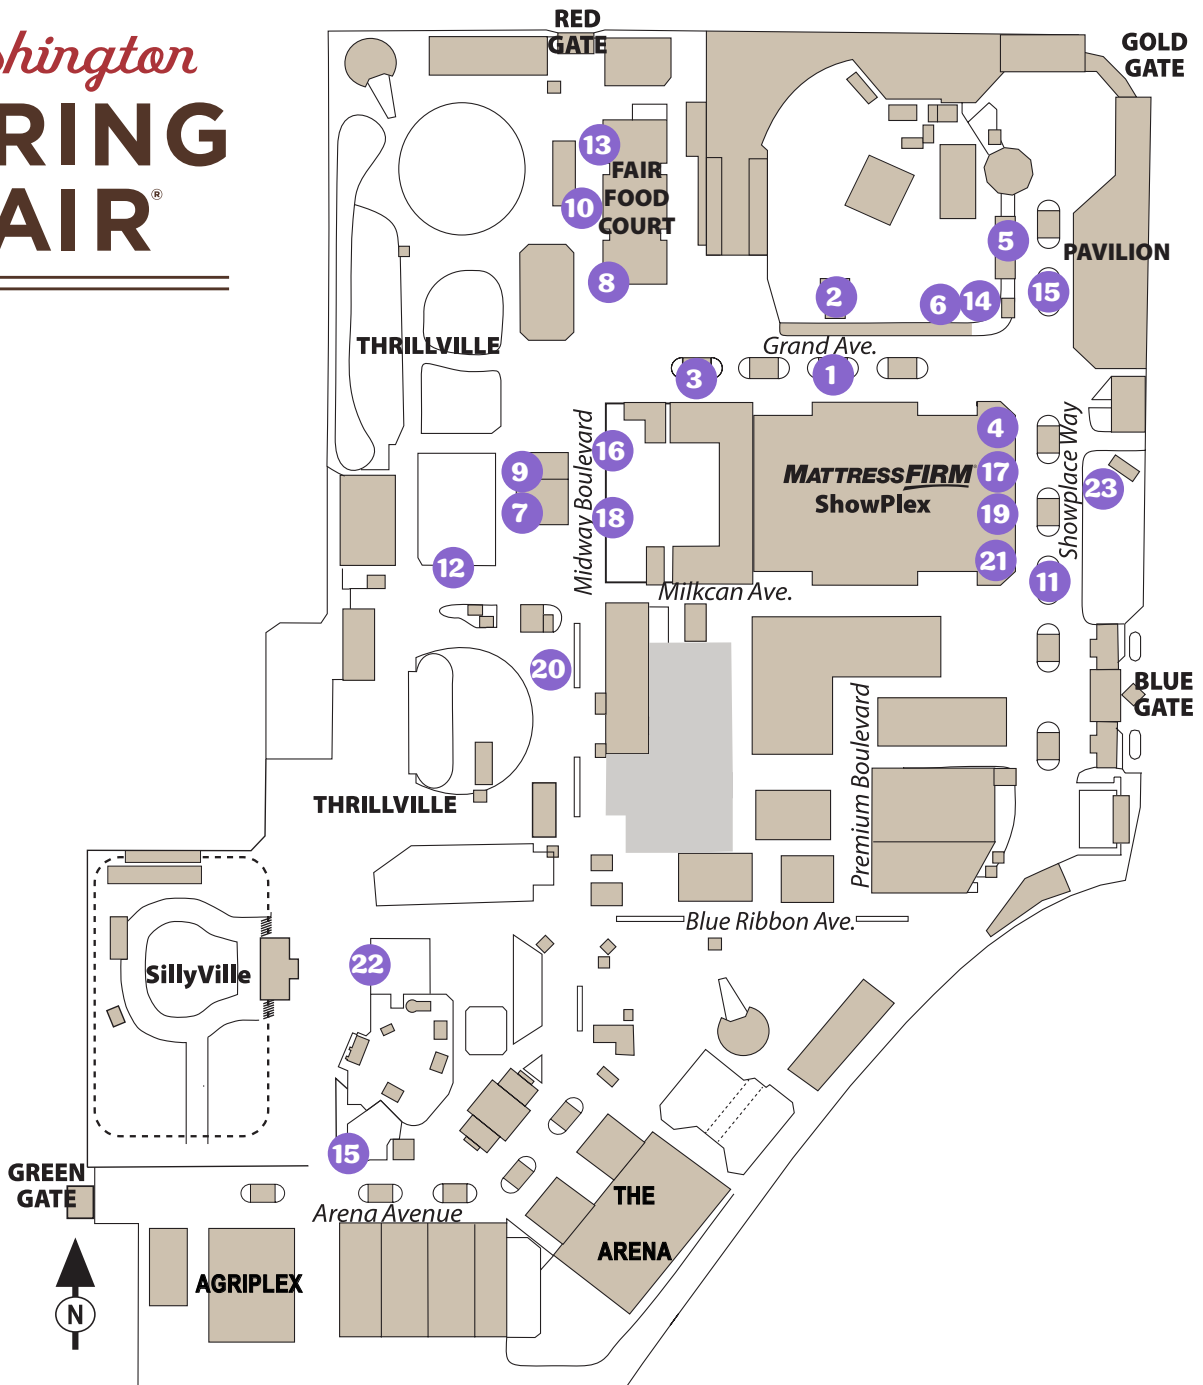 shington
RING
AIR®
RED
GATE
GOLD
GATE
13
FAIR
FOOD
COURT
10
8
5
PAVILION
2
6
14
15
THRILLVILLE
Grand Ave.
3
1
Midway Boulevard
16
4
Showplace Way
9
MATTRESSFIRM
ShowPlex
17
23
7
18
19
12
21
11
Milkcan Ave.
20
BLUE
GATE
Premium Boulevard
THRILLVILLE
Blue Ribbon Ave.
SillyVille
22
15
GREEN
GATE
THE
ARENA
Arena Avenue
AGRIPLEX
N